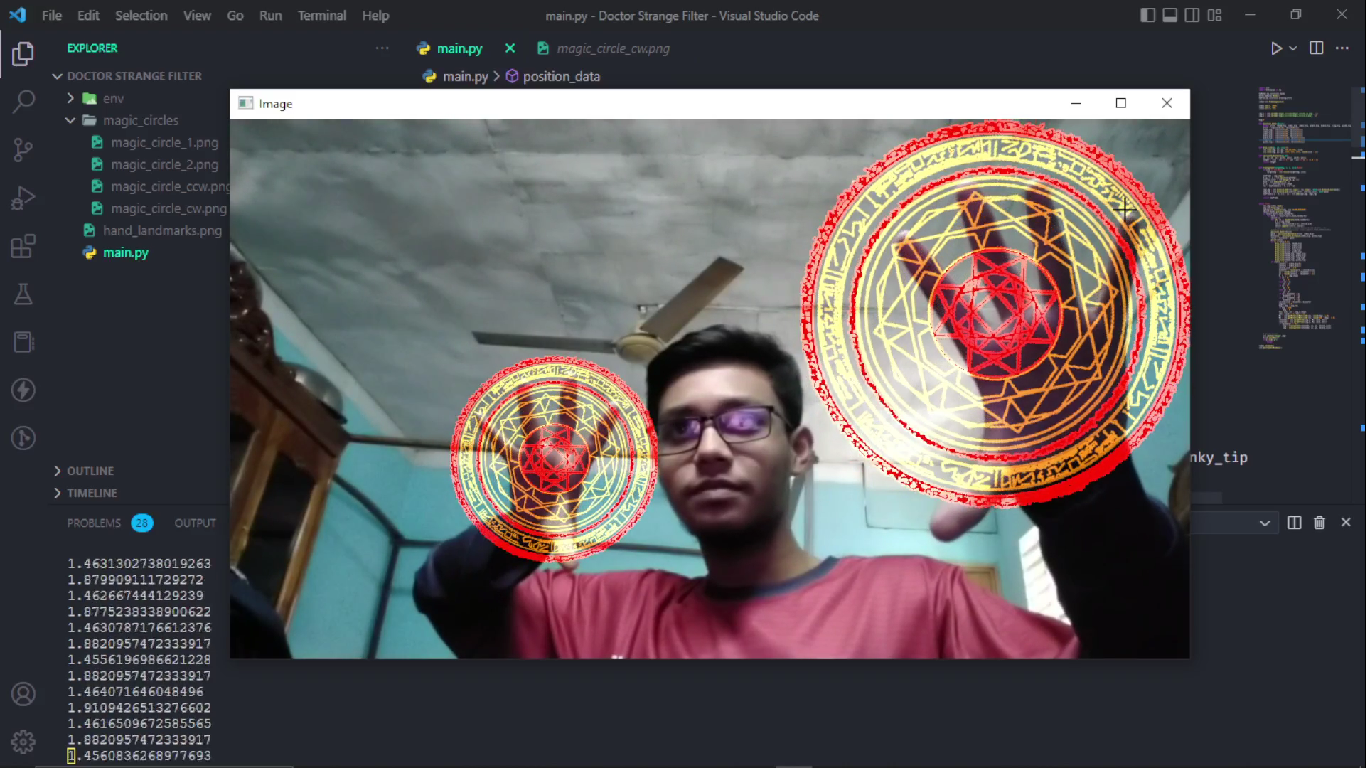 File Edit Selection View Go Run Terminal Help
main.py - Doctor Strange Filter - Visual Studio Code
EXPLORER
DOCTOR STRANGE FILTER
env
magic_circles
magic_circle_1.png
magic_circle_2.png
magic_circle_ccw.png
magic_circle_cw.png
hand_landmarks.png
main.py
OUTLINE
TIMELINE
main.py magic_circle_cw.png
main.py > position_data
Image
nky_tip
PROBLEMS 28 OUTPUT
1.4631302738019263
1.879909111729272
1.462667444129239
1.8775238338900622
1.4630787176612376
1.8820957472333917
1.4556196986621228
1.8820957472333917
1.464071646048496
1.9109426513276602
1.4616509672585565
1.8820957472333917
1.4560836268977693